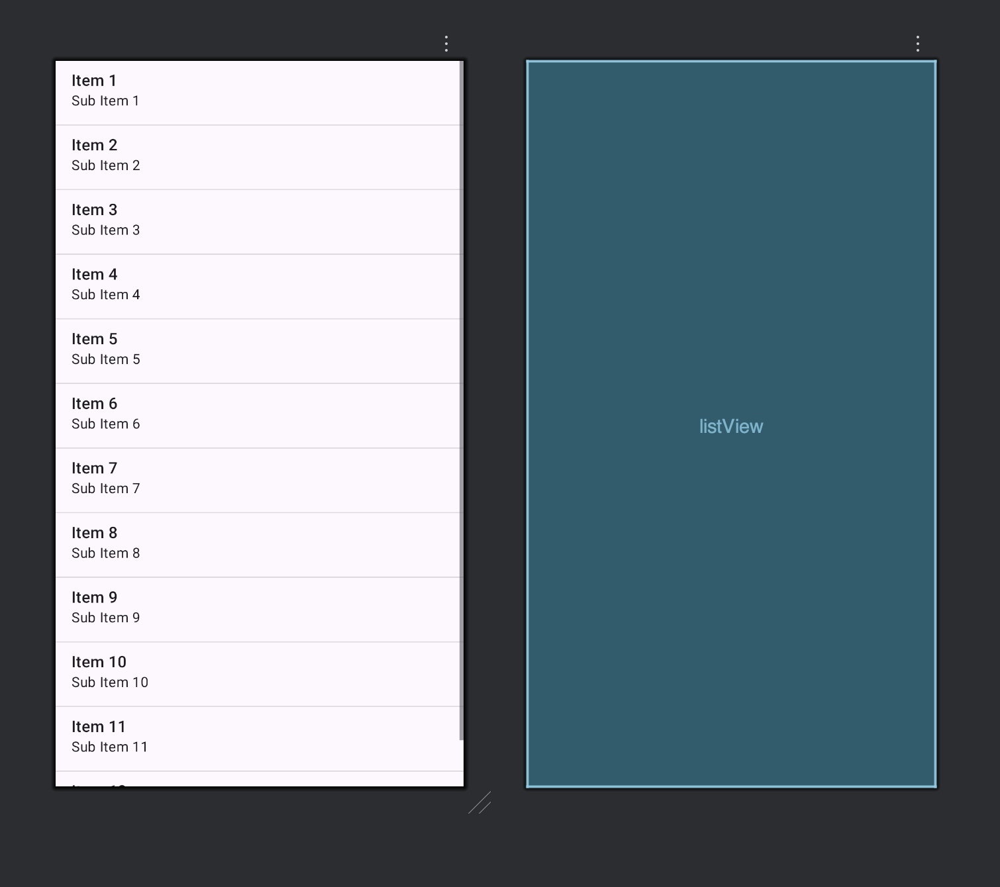 Item 1
Sub Item 1
Item 2
Sub Item 2
Item 3
Sub Item 3
Item 4
Sub Item 4
Item 5
Sub Item 5
Item 6
Sub Item 6
Item 7
Sub Item 7
Item 8
Sub Item 8
Item 9
Sub Item 9
Item 10
Sub Item 10
Item 11
Sub Item 11
listView